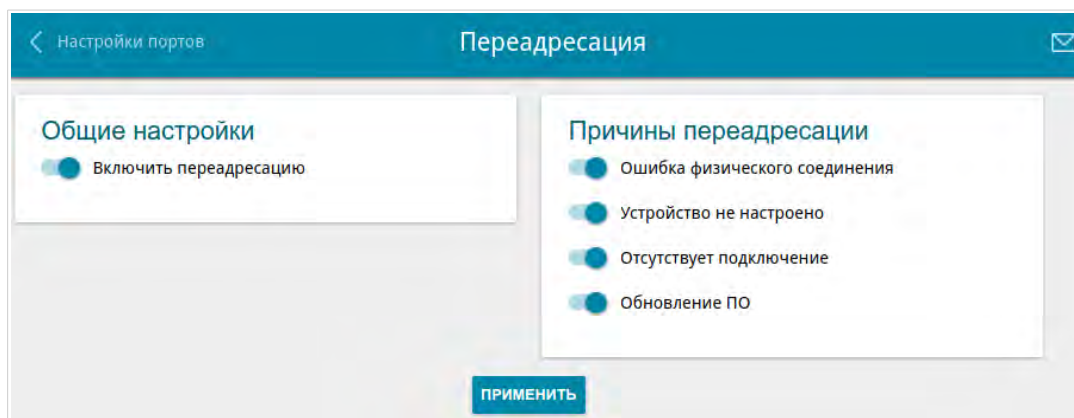 Настройки портов
Переадресация
Общие настройки
Включить переадресацию
Причины переадресации
Ошибка физического соединения
Устройство не настроено
Отсутствует подключение
Обновление ПО
ПРИМЕНИТЬ